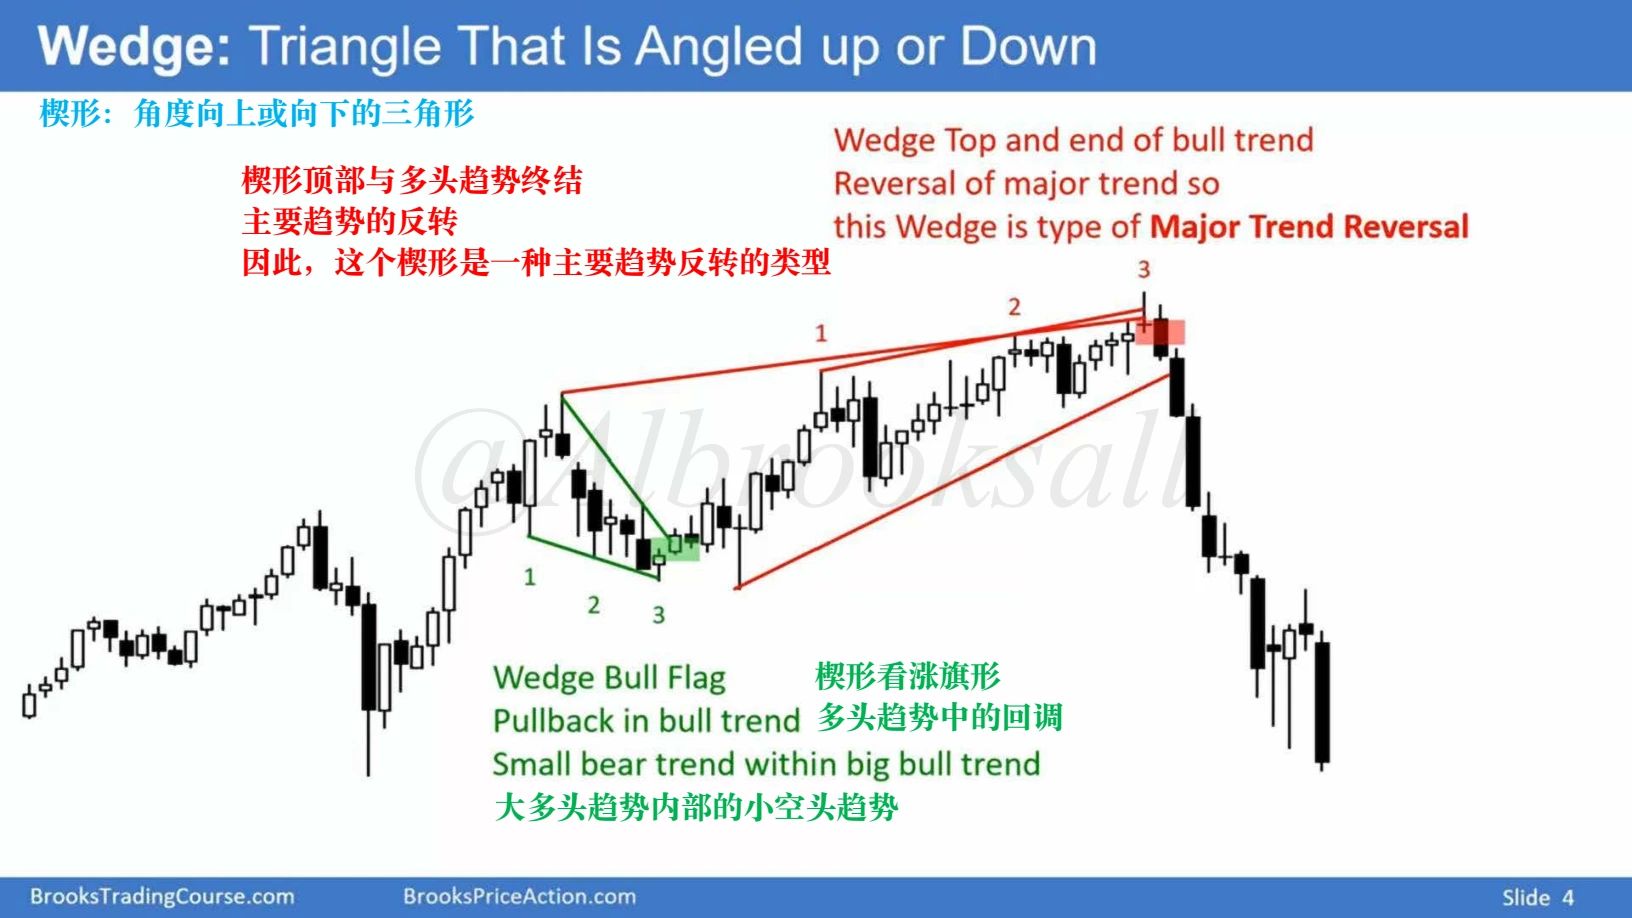 Wedge: Triangle That Is Angled up or Down
楔形：角度向上或向下的三角形
Wedge Top and end of bull trend
Reversal of major trend so
this Wedge is type of Major Trend Reversal
楔形顶部与多头趋势终结
主要趋势的反转
因此，这个楔形是一种主要趋势反转的类型
3
2
1
@Albrooksall
1
2
3
Wedge Bull Flag
楔形看涨旗形
Pullback in bull trend
多头趋势中的回调
Small bear trend within big bull trend
大多头趋势内部的小空头趋势
BrooksTradingCourse.com
BrooksPriceAction.com
Slide 4